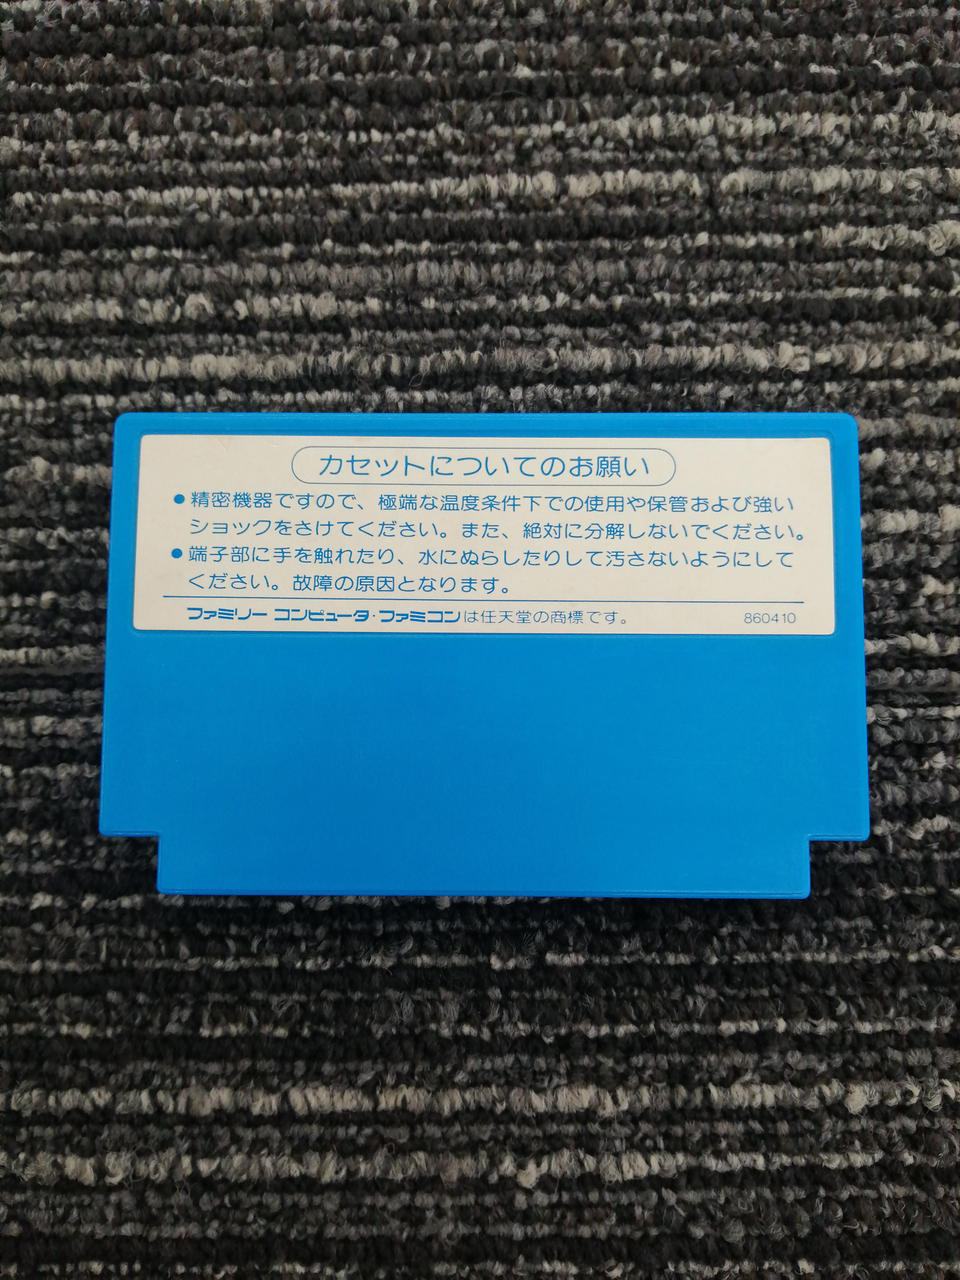 カセットについてのお願い
●精密機器ですので、極端な温度条件下での使用や保管および強い
ショックをさけてください。また、絶対に分解しないでください。
●端子部に手を触れたり、水にぬらしたりして汚さないようにして
ください。故障の原因となります。
ファミリー コンピュータ・ファミコンは任天堂の商標です。 860410